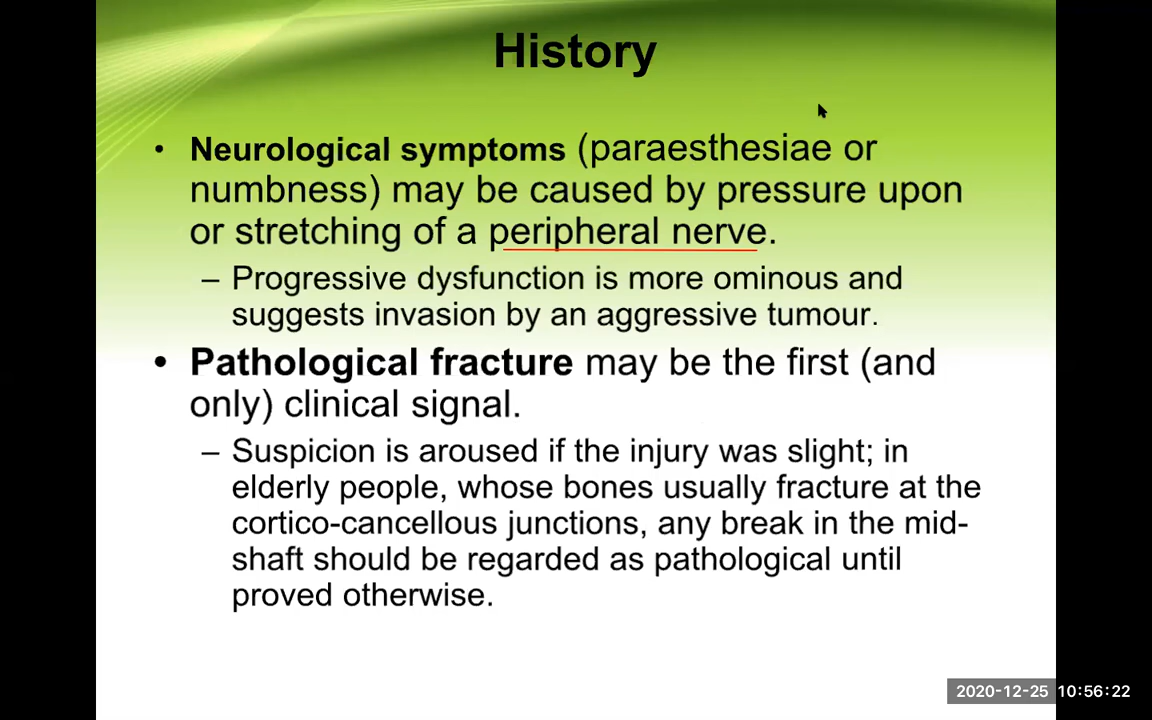 History
• Neurological symptoms (paraesthesiae or
numbness) may be caused by pressure upon
or stretching of a peripheral nerve.
– Progressive dysfunction is more ominous and
suggests invasion by an aggressive tumour.
• Pathological fracture may be the first (and
only) clinical signal.
– Suspicion is aroused if the injury was slight; in
elderly people, whose bones usually fracture at the
cortico-cancellous junctions, any break in the mid-
shaft should be regarded as pathological until
proved otherwise.
2020-12-25 10:56:22